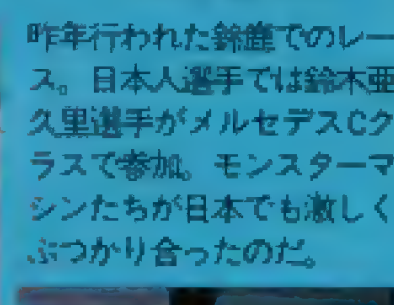 昨年行われた鈴鹿でのレー
ス。日本人選手では鈴木亜
久里選手がメルセデスCク
ラスで参加。モンスターマ
シンたちが日本でも激しく
ぶつかり合ったのだ。